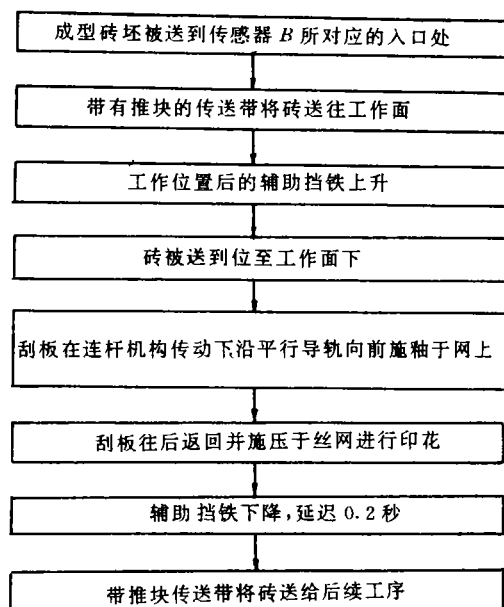 成型砖坯被送到传感器 B 所对应的入口处
带有推块的传送带将砖送往工作面
工作位置后的辅助挡铁上升
砖被送到位至工作面下
刮板在连杆机构传动下沿平行导轨向前施釉于网上
刮板往后返回并施压于丝网进行印花
辅助挡铁下降,延迟 0.2 秒
带推块传送带将砖送给后续工序